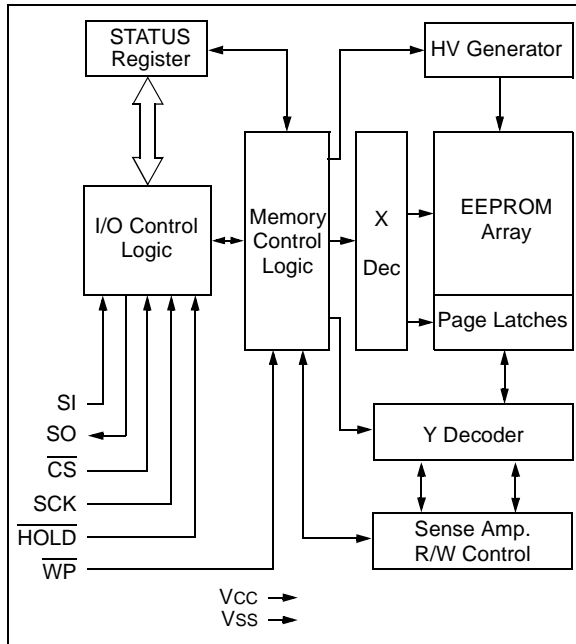 STATUS
Register
HV Generator
I/O Control
Logic
Memory
Control
Logic
X
Dec
EEPROM
Array
Page Latches
Y Decoder
Sense Amp.
R/W Control
SI
SO
CS
SCK
HOLD
WP
VCC
VSS